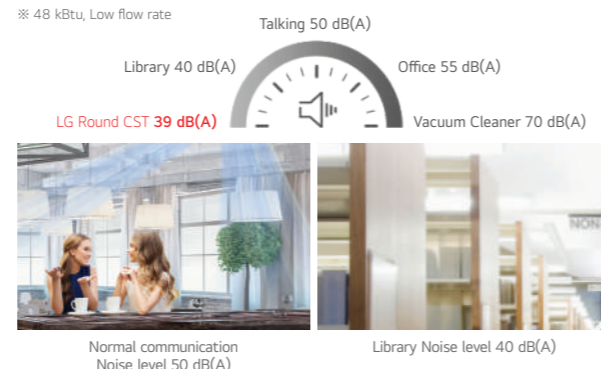 ※ 48 kBtu, Low flow rate
Talking 50 dB(A)
Library 40 dB(A)
Office 55 dB(A)
LG Round CST 39 dB(A)
Vacuum Cleaner 70 dB(A)
NON
Normal communication
Noise level 50 dB(A)
Library Noise level 40 dB(A)